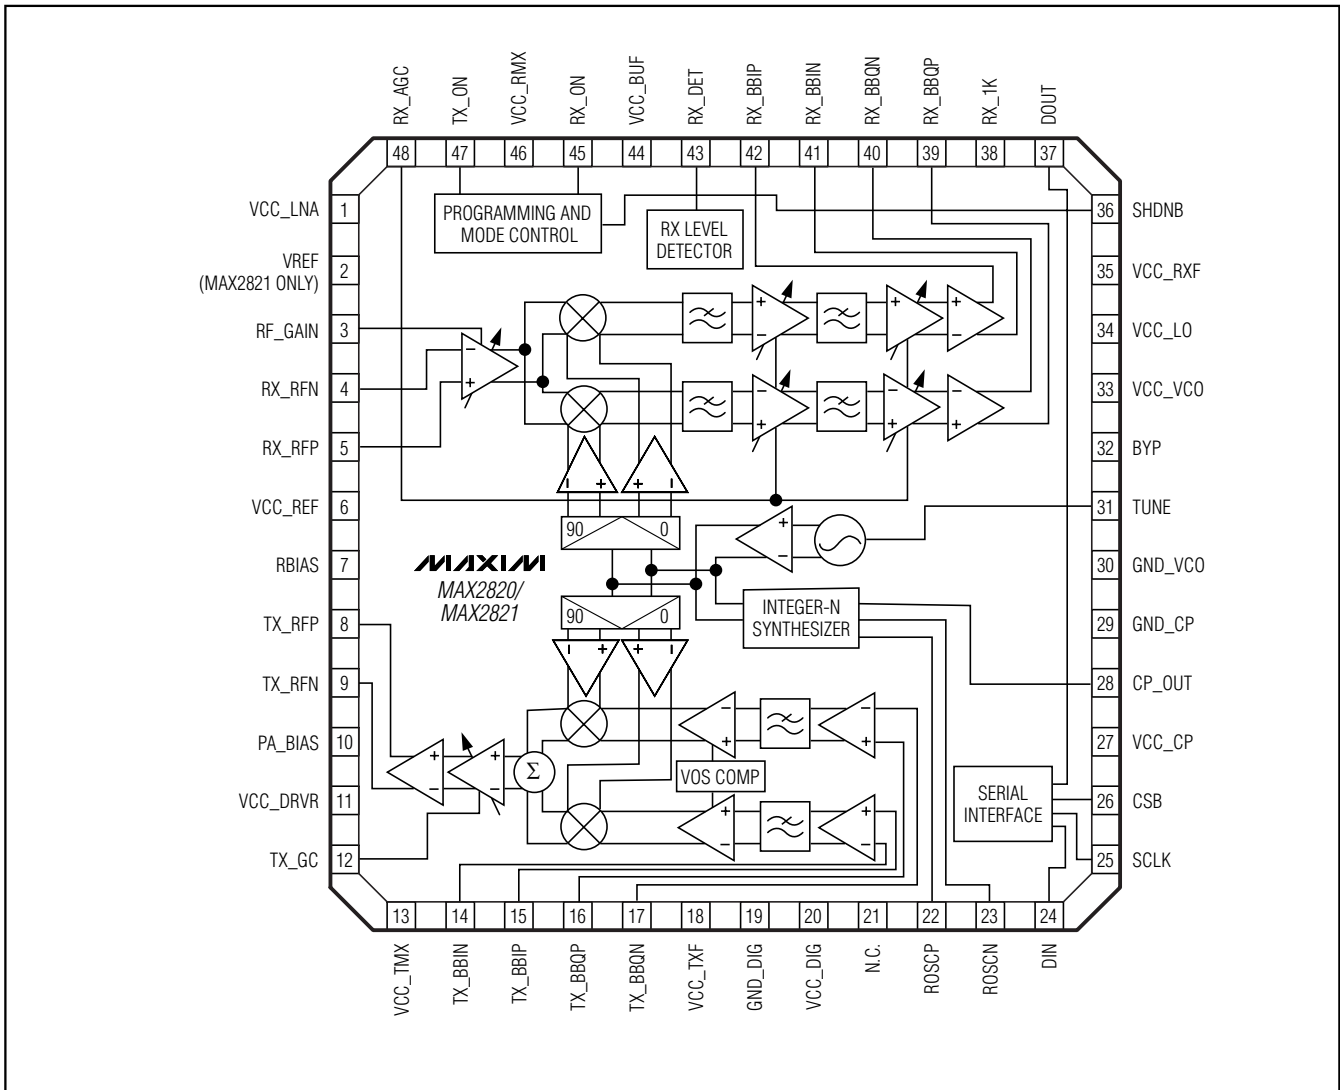 RX_AGC
TX_ON
VCC_RMX
RX_ON
VCC_BUF
RX_DET
RX_BBIP
RX_BBIN
RX_BBQN
RX_BBQP
RX_1K
DOUT
48 47 46 45 44 43 42 41 40 39 38 37
VCC_LNA 1
VREF
(MAX2821 ONLY) 2
RF_GAIN 3
RX_RFN 4
RX_RFP 5
VCC_REF 6
RBIAS 7
TX_RFP 8
TX_RFN 9
PA_BIAS 10
VCC_DRVR 11
TX_GC 12
PROGRAMMING AND
MODE CONTROL
RX LEVEL
DETECTOR
− +
+ −
+ −
− +
− +
− +
+ −
+ −
− +
− + + −
90 0
+ −
MAXIM
MAX2820/
MAX2821
90 0
− + + −
INTEGER-N
SYNTHESIZER
− +
− +
+ −
+ −
Σ
VOS COMP
+ −
+ −
SERIAL
INTERFACE
36 SHDNB
35 VCC_RXF
34 VCC_LO
33 VCC_VCO
32 BYP
31 TUNE
30 GND_VCO
29 GND_CP
28 CP_OUT
27 VCC_CP
26 CSB
25 SCLK
13 14 15 16 17 18 19 20 21 22 23 24
VCC_TMX
TX_BBIN
TX_BBIP
TX_BBQP
TX_BBQN
VCC_TXF
GND_DIG
VCC_DIG
N.C.
ROSCP
ROSCN
DIN